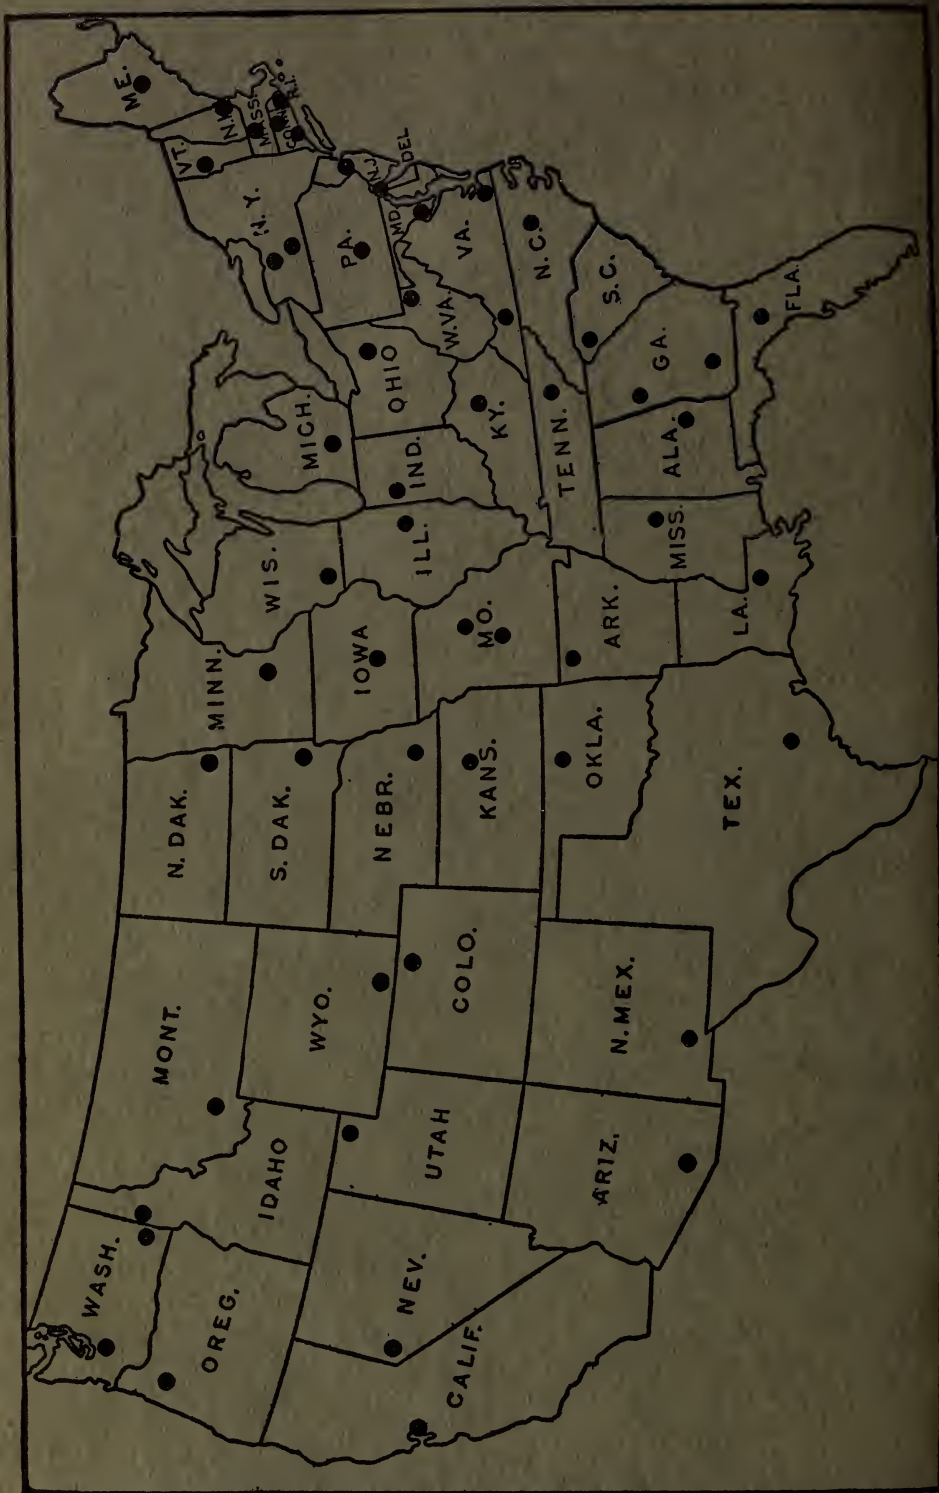 WASH.
OREG.
CALIF.
NEV.
IDAHO
MONT.
WYO.
UTAH
ARIZ.
COLO.
N.MEX.
N. DAK.
S. DAK.
NEBR.
KANS.
OKLA.
TEX.
MINN.
IOWA
MO.
ARK.
LA.
WIS.
ILL.
MISS.
MICH.
IND.
OHIO
KY.
TENN.
ALA.
GA.
FLA.
S.C.
N.C.
VA.
W.VA.
MD.
DEL
PA.
N.J.
N.Y.
VT.
N.H.
ME.
MASS.
CONN.
R.I.